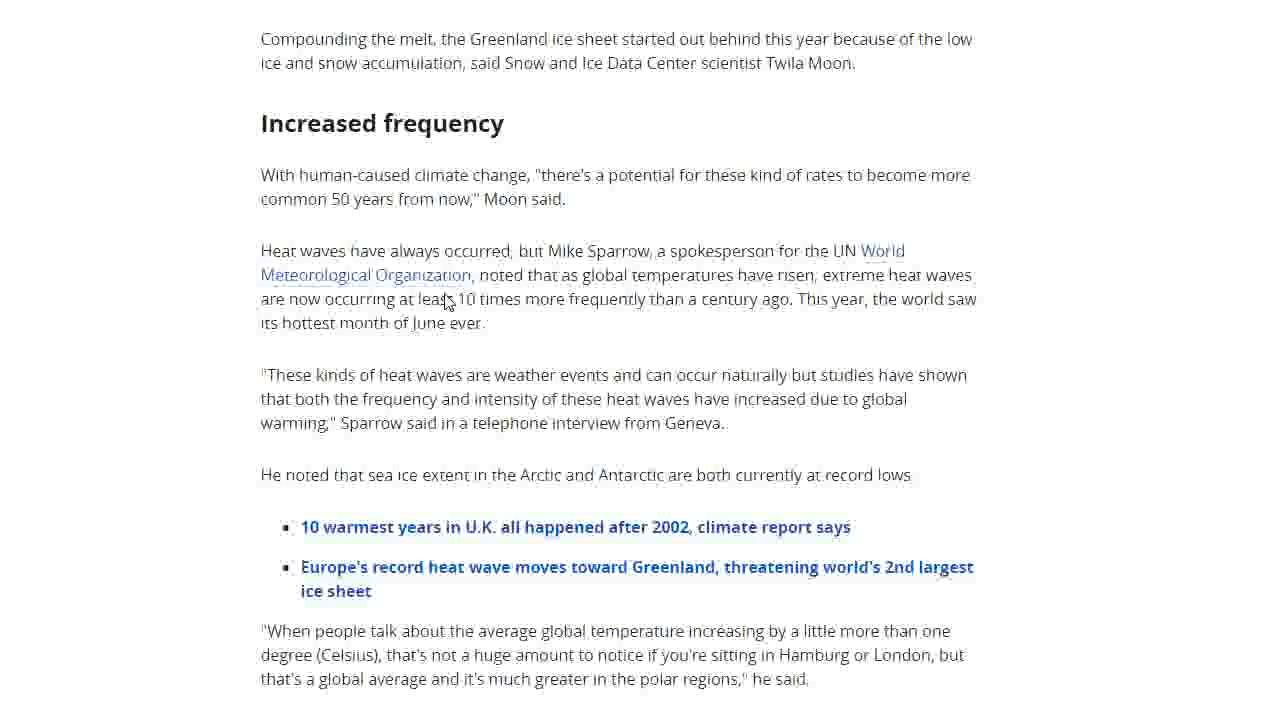 Compounding the melt, the Greenland ice sheet started out behind this year because of the low
ice and snow accumulation, said Snow and Ice Data Center scientist Twila Moon.
Increased frequency
With human-caused climate change, "there's a potential for these kind of rates to become more
common 50 years from now," Moon said.
Heat waves have always occurred, but Mike Sparrow, a spokesperson for the UN World
Meteorological Organization, noted that as global temperatures have risen, extreme heat waves
are now occurring at least 10 times more frequently than a century ago. This year, the world saw
its hottest month of June ever.
"These kinds of heat waves are weather events and can occur naturally but studies have shown
that both the frequency and intensity of these heat waves have increased due to global
warming," Sparrow said in a telephone interview from Geneva.
He noted that sea ice extent in the Arctic and Antarctic are both currently at record lows.
▪ 10 warmest years in U.K. all happened after 2002, climate report says
▪ Europe's record heat wave moves toward Greenland, threatening world's 2nd largest
ice sheet
"When people talk about the average global temperature increasing by a little more than one
degree (Celsius), that's not a huge amount to notice if you're sitting in Hamburg or London, but
that's a global average and it's much greater in the polar regions," he said.